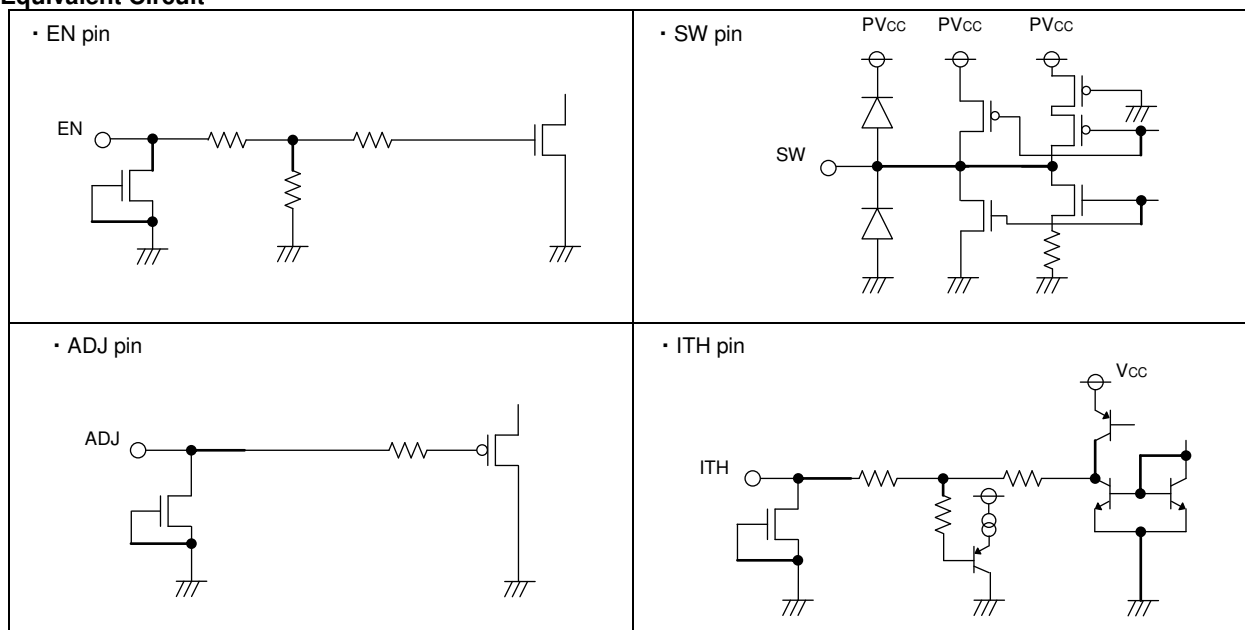 Equivalent Circuit
・EN pin
EN
・SW pin
PVCC PVCC PVCC
SW
・ADJ pin
ADJ
・ITH pin
VCC
ITH